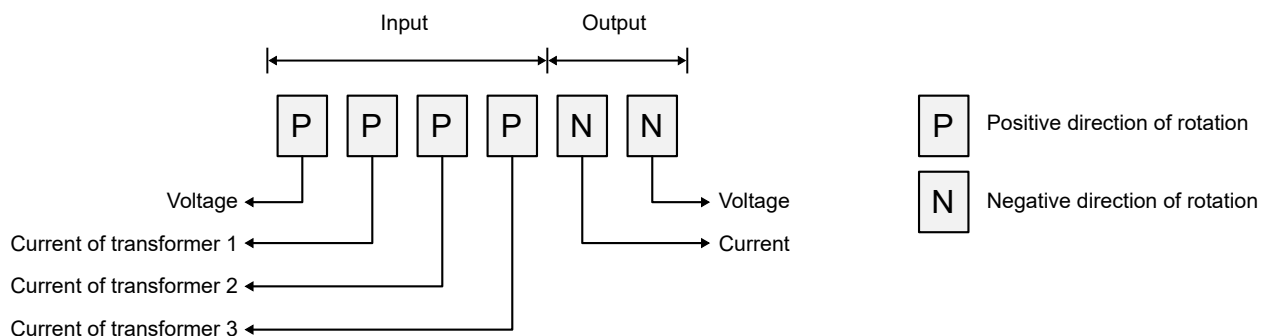 Input Output
P P P P N N
P Positive direction of rotation
N Negative direction of rotation
Voltage Voltage
Current of transformer 1 Current
Current of transformer 2
Current of transformer 3